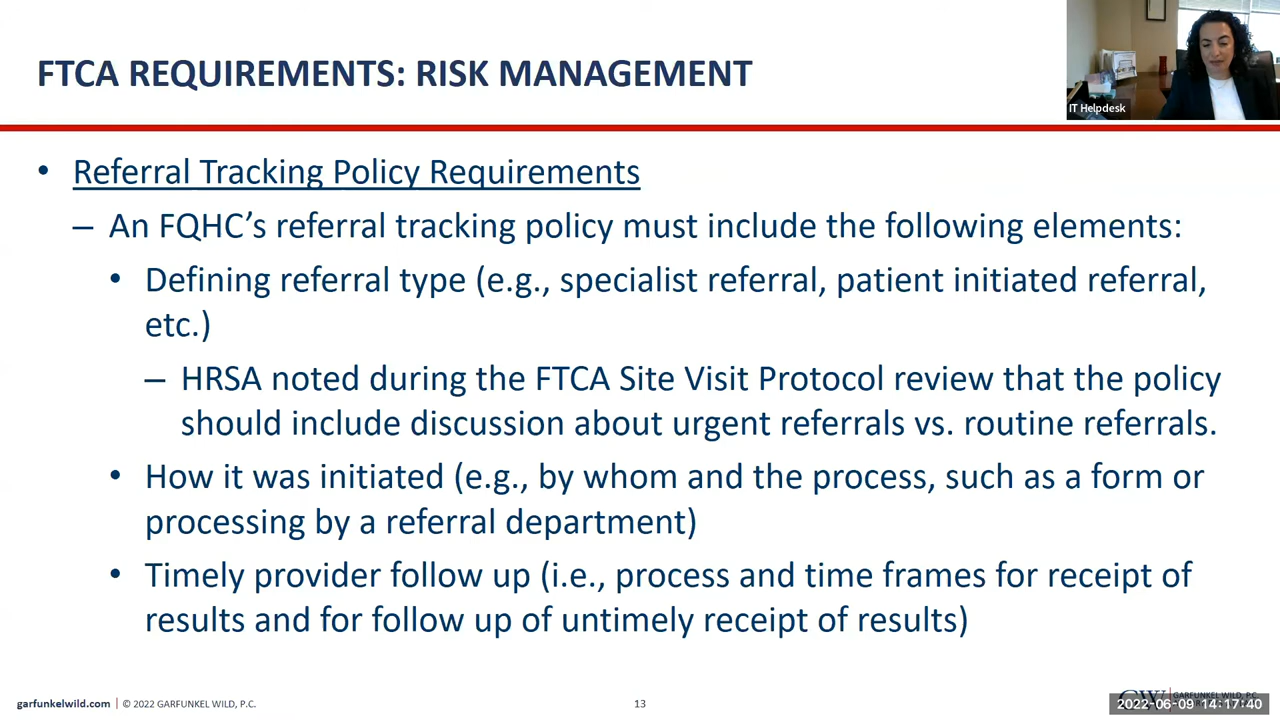 FTCA REQUIREMENTS: RISK MANAGEMENT
IT Helpdesk
• Referral Tracking Policy Requirements
– An FQHC’s referral tracking policy must include the following elements:
• Defining referral type (e.g., specialist referral, patient initiated referral,
etc.)
– HRSA noted during the FTCA Site Visit Protocol review that the policy
should include discussion about urgent referrals vs. routine referrals.
• How it was initiated (e.g., by whom and the process, such as a form or
processing by a referral department)
• Timely provider follow up (i.e., process and time frames for receipt of
results and for follow up of untimely receipt of results)
garfunkelwild.com | © 2022 GARFUNKEL WILD, P.C.
13
GARFUNKEL WILD, P.C.
2022-06-09 14:17:40